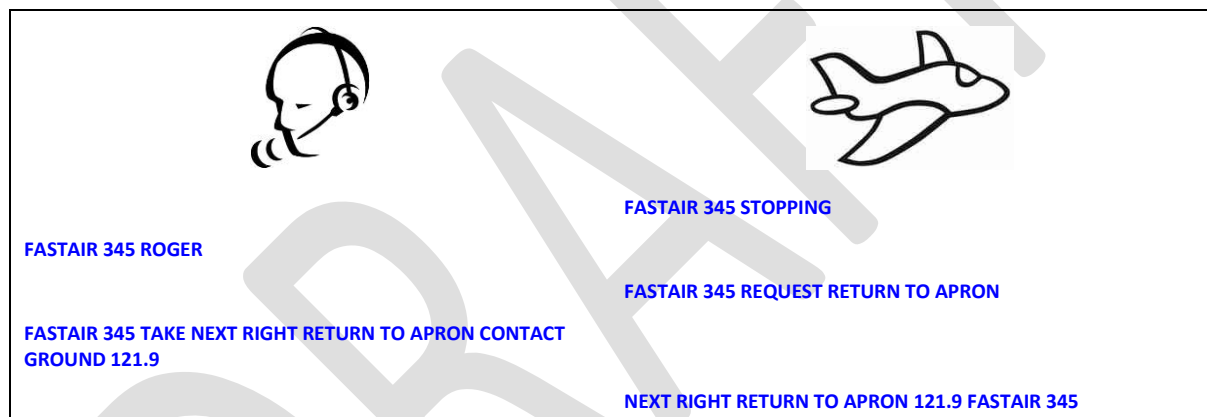 FASTAIR 345 STOPPING
FASTAIR 345 ROGER
FASTAIR 345 REQUEST RETURN TO APRON
FASTAIR 345 TAKE NEXT RIGHT RETURN TO APRON CONTACT
GROUND 121.9
NEXT RIGHT RETURN TO APRON 121.9 FASTAIR 345